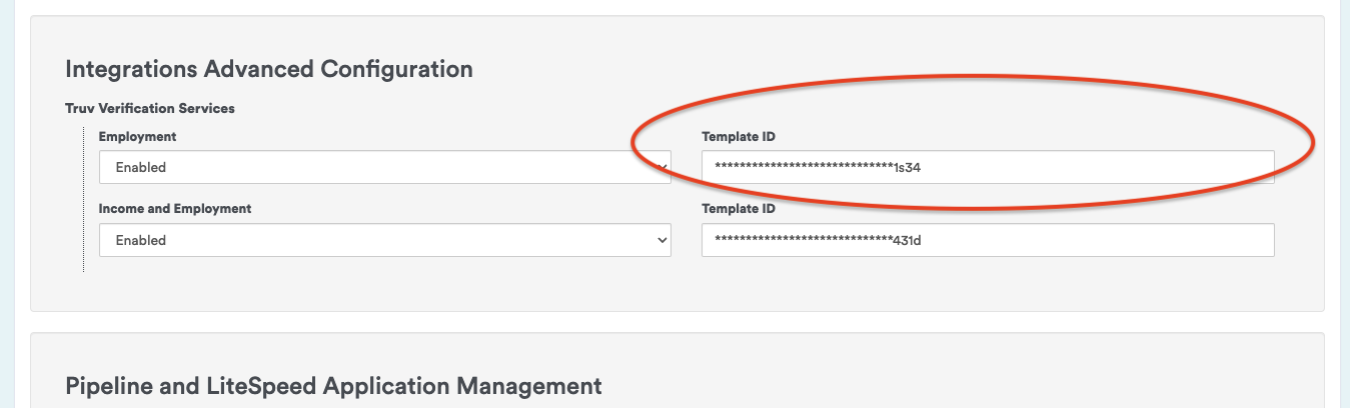 Integrations Advanced Configuration
Truv Verification Services
Employment Template ID
Enabled *****************************1s34
Income and Employment Template ID
Enabled *****************************431d
Pipeline and LiteSpeed Application Management